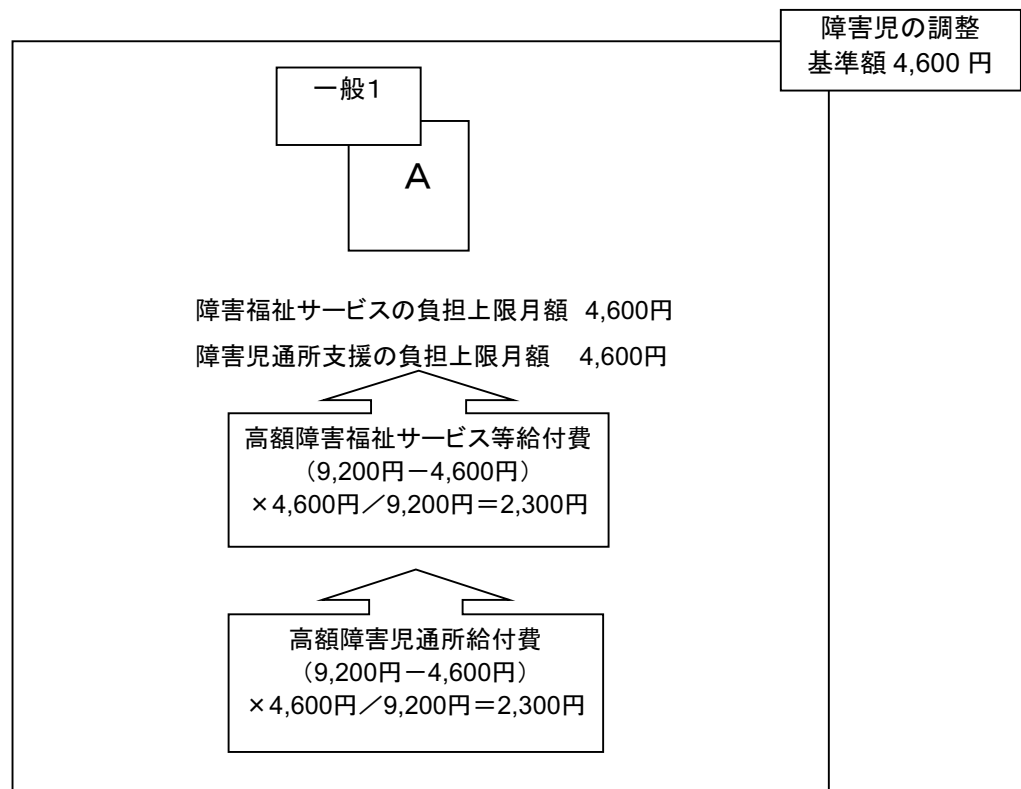 障害児の調整
基準額 4,600 円
一般1
A
障害福祉サービスの負担上限月額 4,600円
障害児通所支援の負担上限月額 4,600円
高額障害福祉サービス等給付費
（9,200円－4,600円）
×4,600円／9,200円＝2,300円
高額障害児通所給付費
（9,200円－4,600円）
×4,600円／9,200円＝2,300円